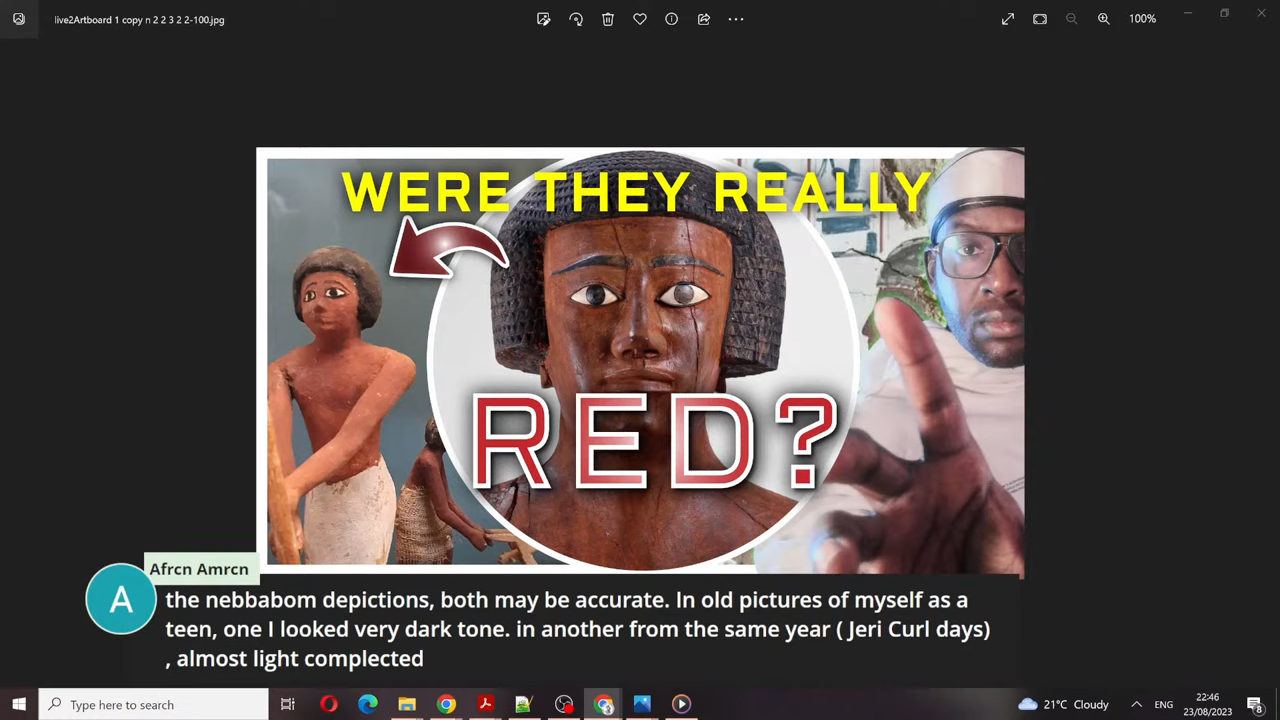 live2Artboard 1 copy n 2 2 3 2 2-100.jpg
100%
WERE THEY REALLY
RED?
Afrcn Amrcn
A
the nebbabom depictions, both may be accurate. In old pictures of myself as a
teen, one I looked very dark tone. in another from the same year ( Jeri Curl days)
, almost light complected
Type here to search
21°C Cloudy
ENG
22:46
23/08/2023
8